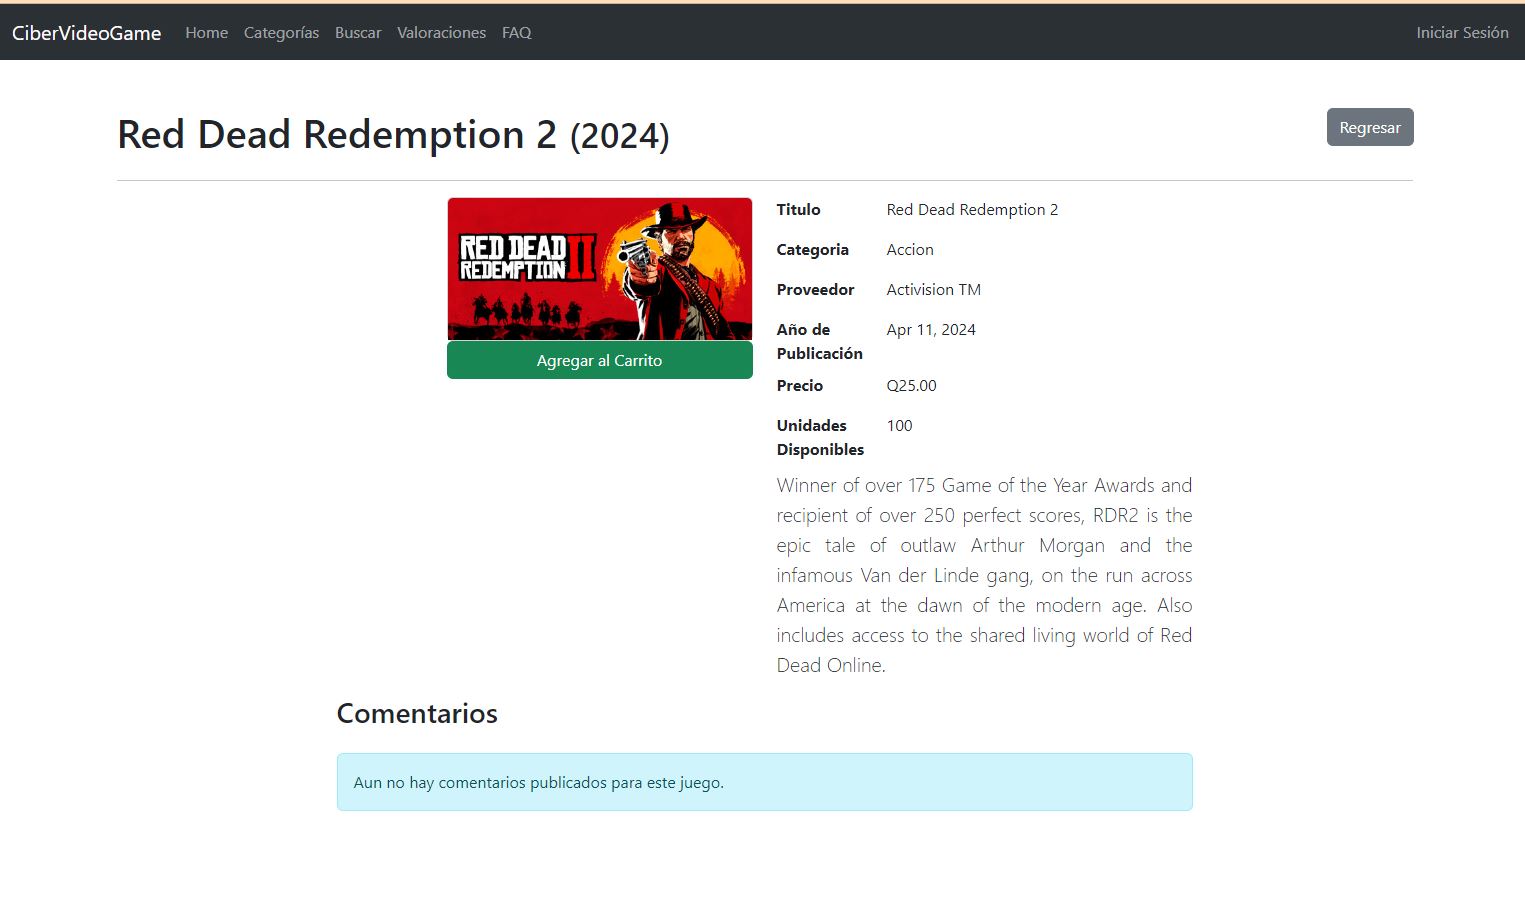 CiberVideoGame Home Categorías Buscar Valoraciones FAQ Iniciar Sesión
Red Dead Redemption 2 (2024)
Regresar
RED DEAD
REDEMPTION II
Agregar al Carrito
Titulo Red Dead Redemption 2
Categoria Accion
Proveedor Activision TM
Año de Apr 11, 2024
Publicación
Precio Q25.00
Unidades 100
Disponibles
Winner of over 175 Game of the Year Awards and
recipient of over 250 perfect scores, RDR2 is the
epic tale of outlaw Arthur Morgan and the
infamous Van der Linde gang, on the run across
America at the dawn of the modern age. Also
includes access to the shared living world of Red
Dead Online.
Comentarios
Aun no hay comentarios publicados para este juego.